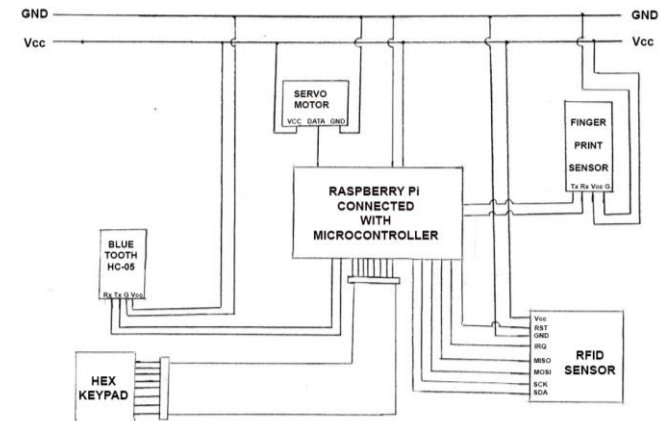 GND
GND
Vcc
Vcc
SERVO
MOTOR
VCC DATA GND
FINGER
PRINT
SENSOR
Tx Rx Vcc G
RASPBERRY Pi
CONNECTED
WITH
MICROCONTROLLER
BLUE
TOOTH
HC-05
Rx Tx G Vcc
Vcc
RST
GND
IRQ
MISO
MOSI
SCK
SDA
RFID
SENSOR
HEX
KEYPAD